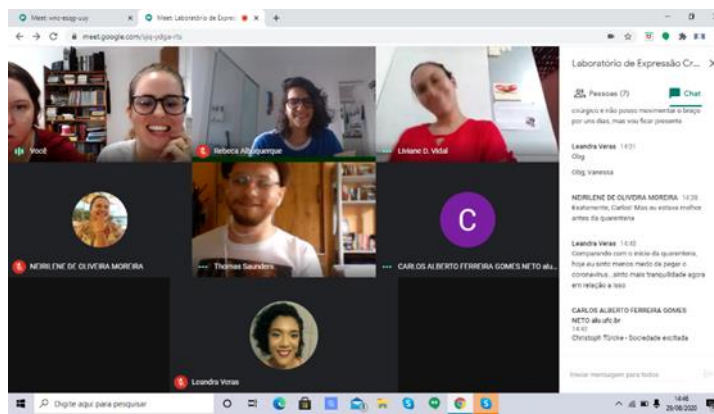 Meet: wnc-esqg-uuy
Meet: Laboratório de Expres
meet.google.com/sjq-ydga-rts
Laboratório de Expressão Cr...
Pessoas (7)
Chat
cirúrgico e não posso movimentar o braço
por uns dias, mas vou ficar presente
Leandra Veras 14:31
Obg
Obg, Vanessa
NEIRILENE DE OLIVEIRA MOREIRA 14:39
Exatamente, Carlos! Mas eu estava melhor
antes da quarentena
Leandra Veras 14:40
Comparando com o início da quarentena,
hoje eu sinto menos medo de pegar o
coronavírus...sinto mais tranquilidade agora
em relação a isso
CARLOS ALBERTO FERREIRA GOMES
NETO alu.ufc.br
14:42
Christoph Türcke - Sociedade excitada
Inviar mensagem para todos
Você
Rebeca Albuquerque
Liviane D. Vidal
NEIRILENE DE OLIVEIRA MOREIRA
Thomas Saunders
C
CARLOS ALBERTO FERREIRA GOMES NETO alu...
Leandra Veras
Digite aqui para pesquisar
14:46
29/08/2020